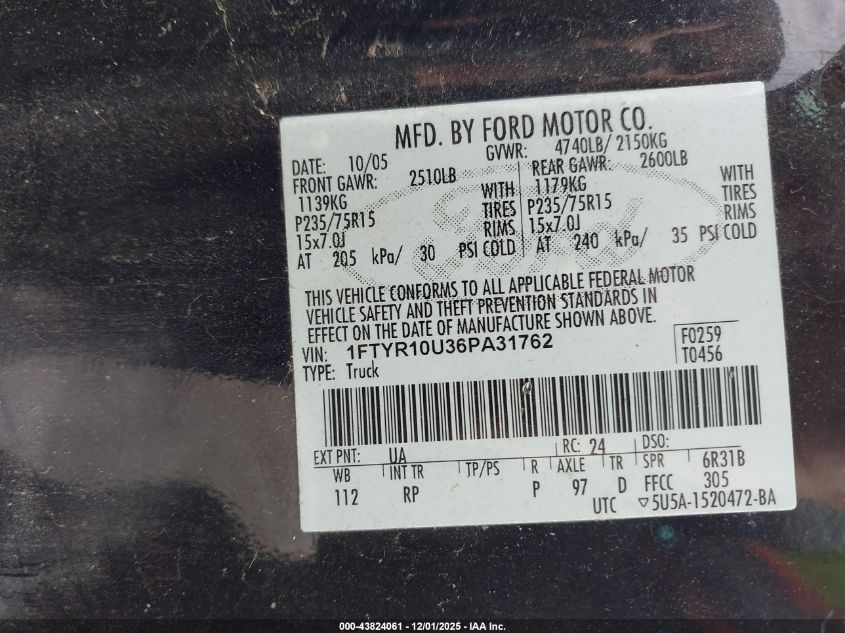 MFD. BY FORD MOTOR CO.
DATE: 10/05 GVWR: 4740LB/ 2150KG
FRONT GAWR: 2510LB REAR GAWR: 2600LB
1139KG WITH 1179KG WITH
P235/75R15 TIRES P235/75R15 TIRES
15x7.0J RIMS 15x7.0J RIMS
AT 205 kPa/ 30 PSI COLD AT 240 kPa/ 35 PSI COLD
THIS VEHICLE CONFORMS TO ALL APPLICABLE FEDERAL MOTOR
VEHICLE SAFETY AND THEFT PREVENTION STANDARDS IN
EFFECT ON THE DATE OF MANUFACTURE SHOWN ABOVE.
VIN: 1FTYR10U36PA31762 F0259
TYPE: Truck T0456
EXT PNT: UA RC: 24 DSO:
WB INT TR TP/PS R AXLE TR SPR 6R31B
112 RP P 97 D FFCC 305
UTC ▽5U5A-1520472-BA
000-43824061 - 12/01/2025 - IAA Inc.